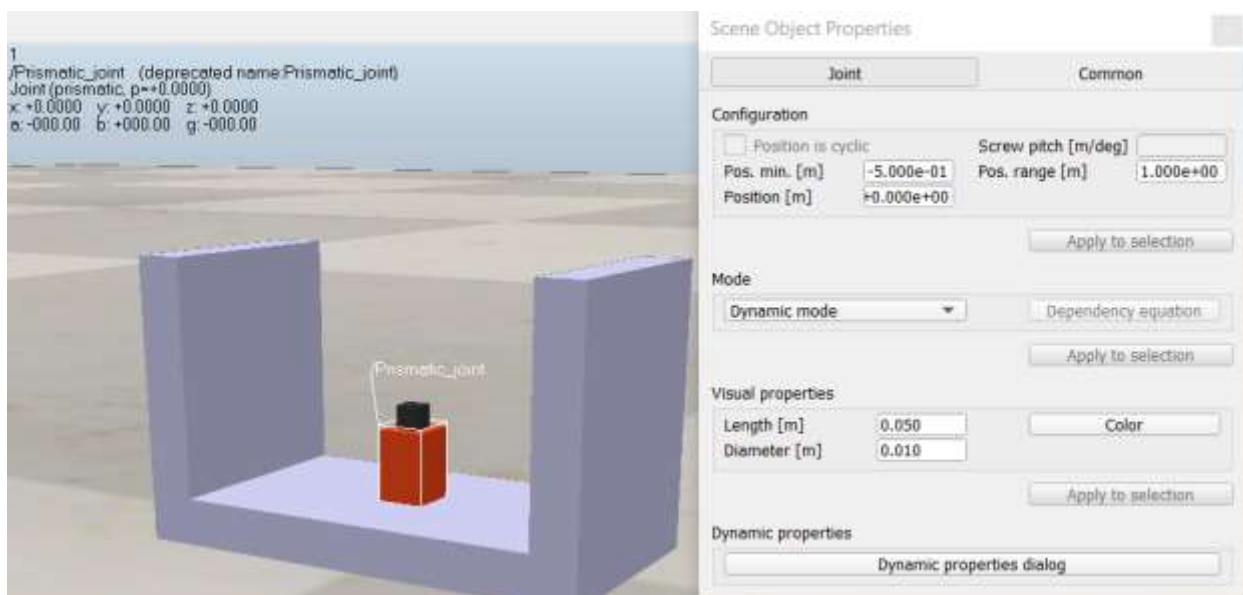 1
/Prismatic_joint (deprecated name:Prismatic_joint)
Joint (prismatic, p=+0.0000)
x: +0.0000 y: +0.0000 z: +0.0000
a: -000.00 b: +000.00 g: -000.00
Prismatic_joint
Scene Object Properties
Joint Common
Configuration
Position is cyclic Screw pitch [m/deg]
Pos. min. [m] -5.000e-01 Pos. range [m] 1.000e+00
Position [m] +0.000e+00
Apply to selection
Mode
Dynamic mode Dependency equation
Apply to selection
Visual properties
Length [m] 0.050 Color
Diameter [m] 0.010
Apply to selection
Dynamic properties
Dynamic properties dialog